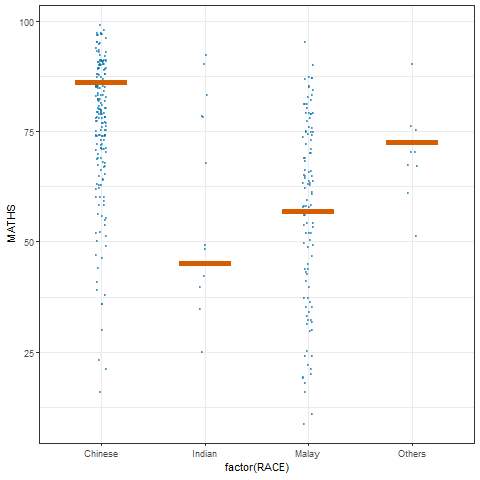 100
75
50
25
MATHS
Chinese
Indian
Malay
Others
factor(RACE)